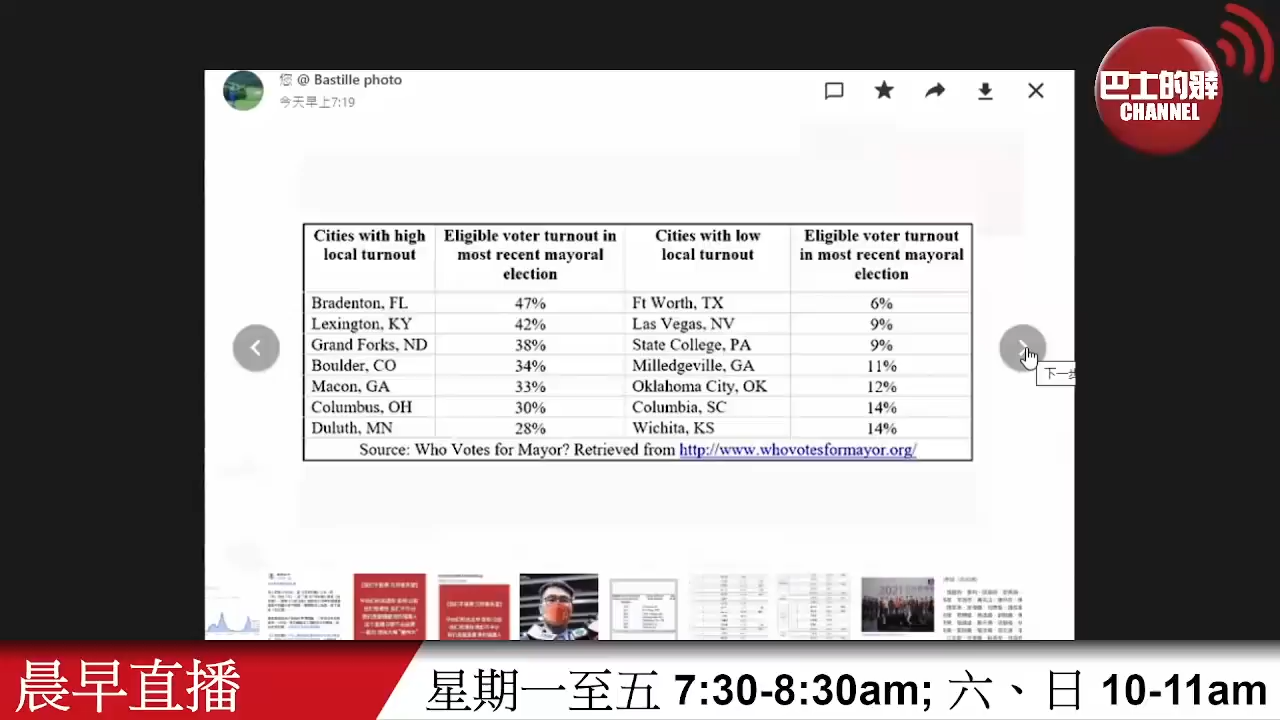 您 @ Bastille photo
今天早上7:19
巴士的報
CHANNEL
Cities with high local turnout
Eligible voter turnout in most recent mayoral election
Cities with low local turnout
Eligible voter turnout in most recent mayoral election
Bradenton, FL 47% Ft Worth, TX 6%
Lexington, KY 42% Las Vegas, NV 9%
Grand Forks, ND 38% State College, PA 9%
Boulder, CO 34% Milledgeville, GA 11%
Macon, GA 33% Oklahoma City, OK 12%
Columbus, OH 30% Columbia, SC 14%
Duluth, MN 28% Wichita, KS 14%
Source: Who Votes for Mayor? Retrieved from http://www.whovotesformayor.org/
下一
晨早直播
星期一至五 7:30-8:30am; 六、日 10-11am